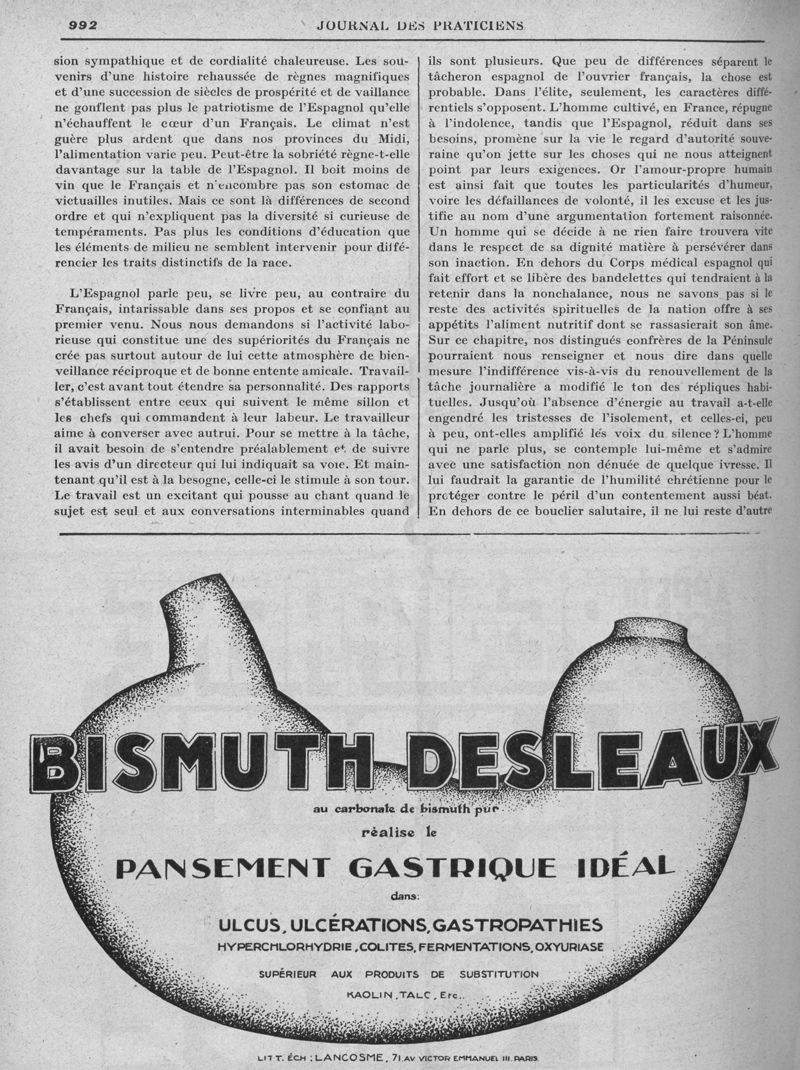 992
JOURNAL DES PRATICIENS
sion sympathique et de cordialité chaleureuse. Les sou-
venirs d'une histoire rehaussée de règnes magnifiques
et d'une succession de siècles de prospérité et de vaillance
ne gonflent pas plus le patriotisme de l'Espagnol qu'elle
n'échauffent le cœur d'un Français. Le climat n'est
guère plus ardent que dans nos provinces du Midi,
l'alimentation varie peu. Peut-être la sobriété règne-t-elle
davantage sur la table de l'Espagnol. Il boit moins de
vin que le Français et n'encombre pas son estomac de
victuailles inutiles. Mais ce sont là différences de second
ordre et qui n'expliquent pas la diversité si curieuse de
tempéraments. Pas plus les conditions d'éducation que
les éléments de milieu ne semblent intervenir pour diffé-
rencier les traits distinctifs de la race.
L'Espagnol parle peu, se livre peu, au contraire du
Français, intarissable dans ses propos et se confiant au
premier venu. Nous nous demandons si l'activité labo-
rieuse qui constitue une des supériorités du Français ne
crée pas surtout autour de lui cette atmosphère de bien-
veillance réciproque et de bonne entente amicale. Travail-
ler, c'est avant tout étendre sa personnalité. Des rapports
s'établissent entre ceux qui suivent le même sillon et
les chefs qui commandent à leur labeur. Le travailleur
aime à converser avec autrui. Pour se mettre à la tâche,
il avait besoin de s'entendre préalablement et de suivre
les avis d'un directeur qui lui indiquait sa voie. Et main-
tenant qu'il est à la besogne, celle-ci le stimule à son tour.
Le travail est un excitant qui pousse au chant quand le
sujet est seul et aux conversations interminables quand
ils sont plusieurs. Que peu de différences séparent le
tâcheron espagnol de l'ouvrier français, la chose est
probable. Dans l'élite, seulement, les caractères diffé-
rentiels s'opposent. L'homme cultivé, en France, répugne
à l'indolence, tandis que l'Espagnol, réduit dans ses
besoins, promène sur la vie le regard d'autorité souve-
raine qu'on jette sur les choses qui ne nous atteignent
point par leurs exigences. Or l'amour-propre humain
est ainsi fait que toutes les particularités d'humeur,
voire les défaillances de volonté, il les excuse et les jus-
tifie au nom d'une argumentation fortement raisonnée.
Un homme qui se décide à ne rien faire trouvera vite
dans le respect de sa dignité matière à persévérer dans
son inaction. En dehors du Corps médical espagnol qui
fait effort et se libère des bandelettes qui tendraient à la
retenir dans la nonchalance, nous ne savons pas si le
reste des activités spirituelles de la nation offre à ses
appétits l'aliment nutritif dont se rassasierait son âme.
Sur ce chapitre, nos distingués confrères de la Péninsule
pourraient nous renseigner et nous dire dans quelle
mesure l'indifférence vis-à-vis du renouvellement de la
tâche journalière a modifié le ton des répliques habi-
tuelles. Jusqu'où l'absence d'énergie au travail a-t-elle
engendré les tristesses de l'isolement, et celles-ci, peu
à peu, ont-elles amplifié les voix du silence? L'homme
qui ne parle plus, se contemple lui-même et s'admire
avec une satisfaction non dénuée de quelque ivresse. Il
lui faudrait la garantie de l'humilité chrétienne pour le
protéger contre le péril d'un contentement aussi béat.
En dehors de ce bouclier salutaire, il ne lui reste d'autre
BISMUTH DESLEAUX
au carbonate de bismuth pur
réalise le
PANSEMENT GASTRIQUE IDÉAL
dans:
ULCUS, ULCÉRATIONS, GASTROPATHIES
HYPERCHLORHYDRIE, COLITES, FERMENTATIONS, OXYURIASE
SUPÉRIEUR AUX PRODUITS DE SUBSTITUTION
KAOLIN, TALC, Etc..
LITT. ÉCH: LANCOSME, 71 AV VICTOR EMMANUEL III. PARIS.